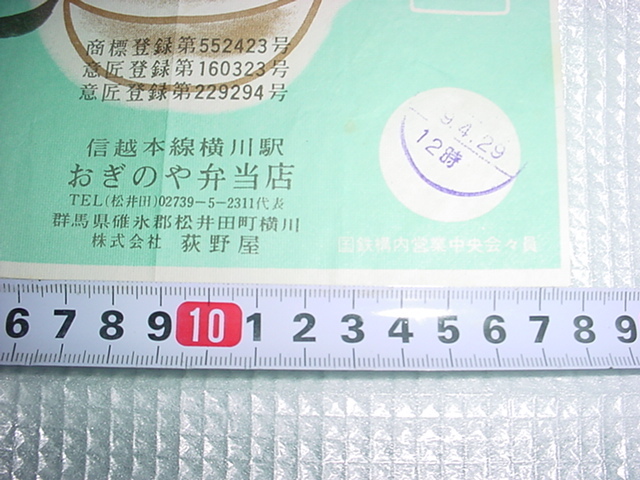 商標登録第552423号
意匠登録第160323号
意匠登録第229294号
信越本線横川駅
おぎのや弁当店
TEL(松井田)02739-5-2311代表
群馬県碓氷郡松井田町横川
株式会社 荻野屋
9.4.29
12時
国鉄構内営業中央会々員
6 7 8 9 10 1 2 3 4 5 6 7 8 9